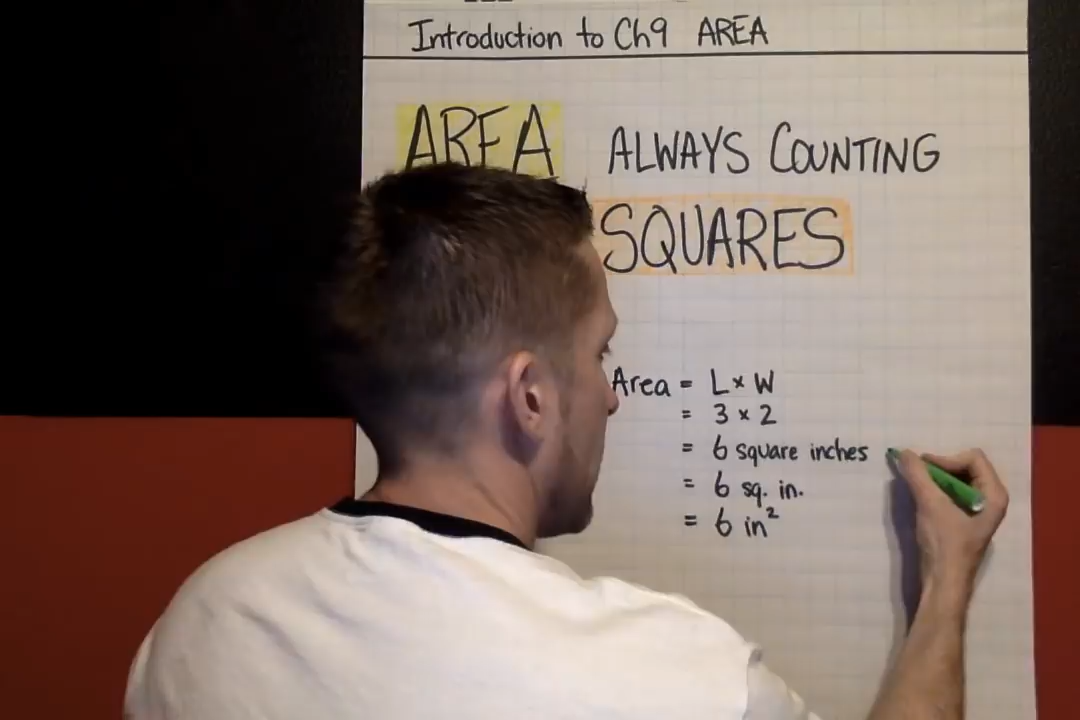 Introduction to Ch9 AREA
AREA ALWAYS COUNTING
SQUARES
Area = L × W
= 3 × 2
= 6 square inches
= 6 sq. in.
= 6 in²